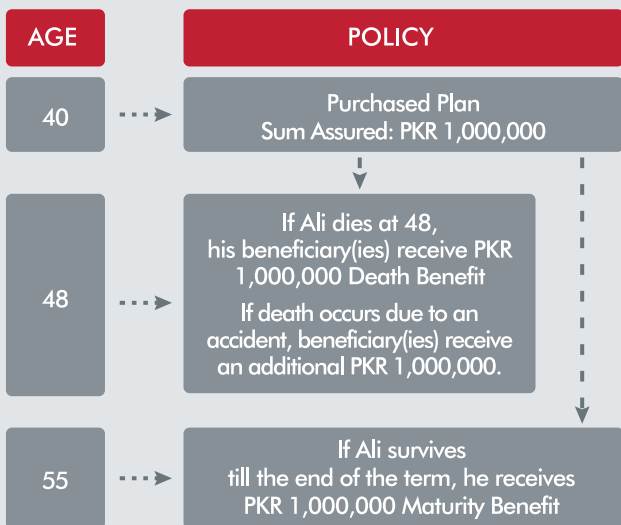 AGE
POLICY
40
Purchased Plan
Sum Assured: PKR 1,000,000
48
If Ali dies at 48,
his beneficiary(ies) receive PKR
1,000,000 Death Benefit
If death occurs due to an
accident, beneficiary(ies) receive
an additional PKR 1,000,000.
55
If Ali survives
till the end of the term, he receives
PKR 1,000,000 Maturity Benefit